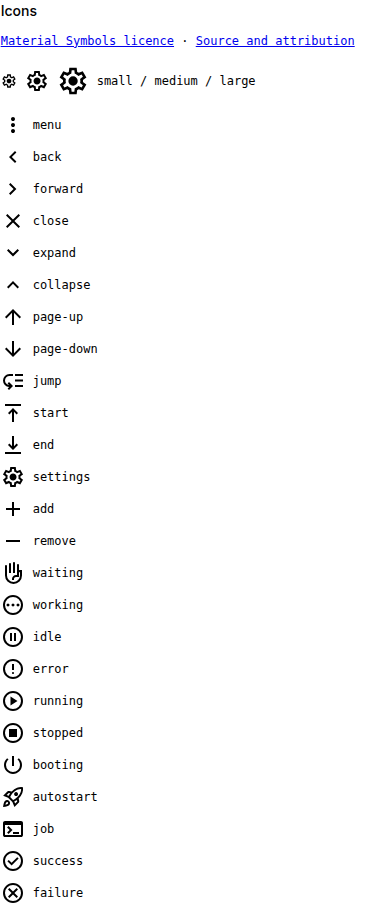 Icons
Material Symbols licence · Source and attribution
small / medium / large
menu
back
forward
close
expand
collapse
page-up
page-down
jump
start
end
settings
add
remove
waiting
working
idle
error
running
stopped
booting
autostart
job
success
failure